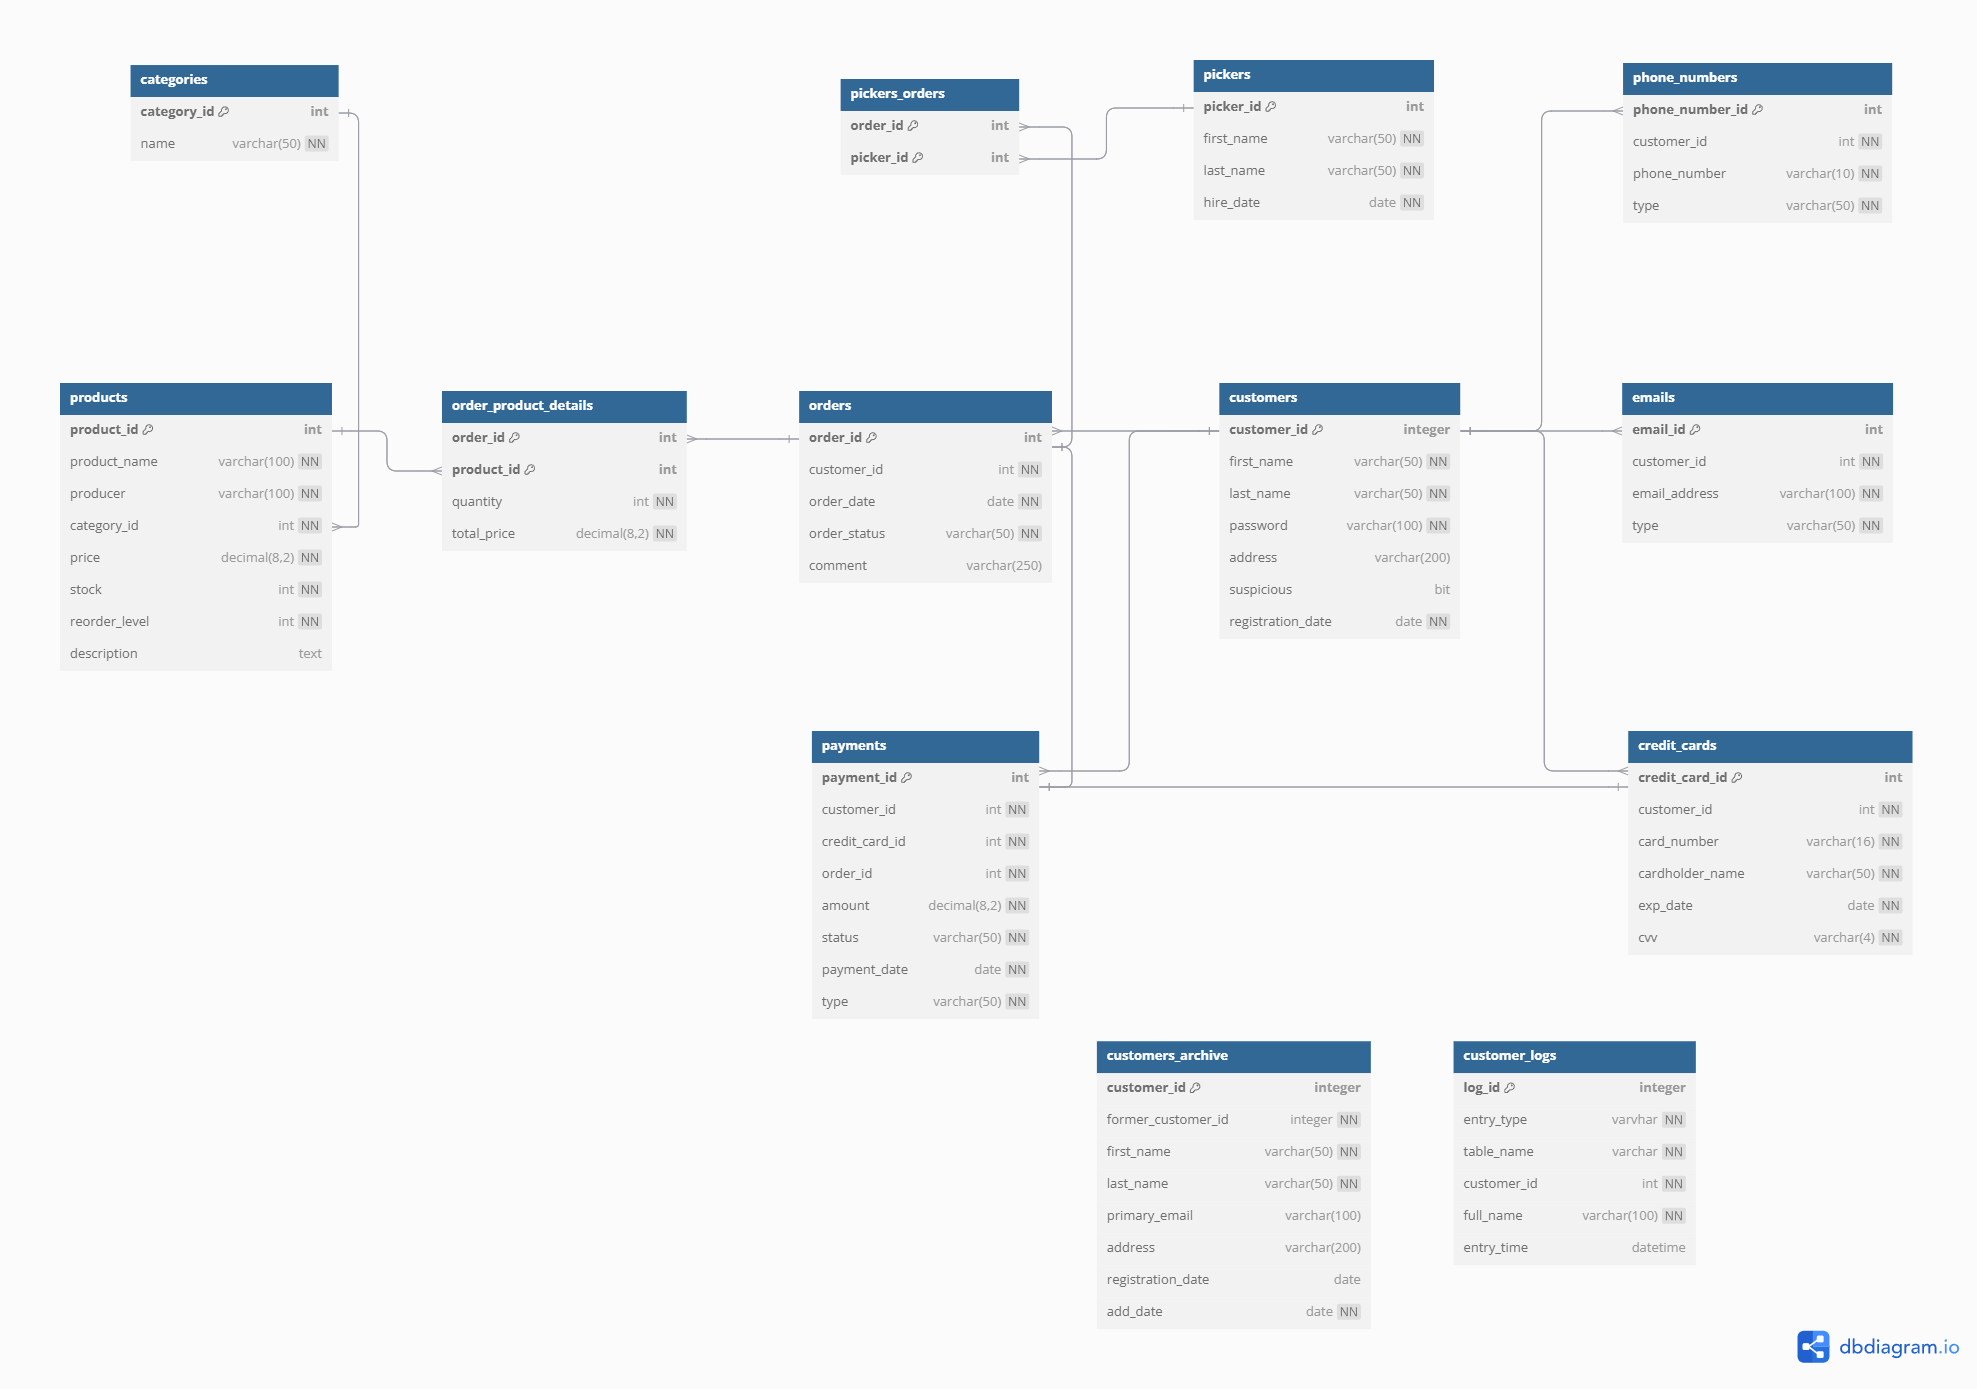 categories
category_id int
name varchar(50) NN
pickers_orders
order_id int
picker_id int
pickers
picker_id int
first_name varchar(50) NN
last_name varchar(50) NN
hire_date date NN
phone_numbers
phone_number_id int
customer_id int NN
phone_number varchar(10) NN
type varchar(50) NN
products
product_id int
product_name varchar(100) NN
producer varchar(100) NN
category_id int NN
price decimal(8,2) NN
stock int NN
reorder_level int NN
description text
order_product_details
order_id int
product_id int
quantity int NN
total_price decimal(8,2) NN
orders
order_id int
customer_id int NN
order_date date NN
order_status varchar(50) NN
comment varchar(250)
customers
customer_id integer
first_name varchar(50) NN
last_name varchar(50) NN
password varchar(100) NN
address varchar(200)
suspicious bit
registration_date date NN
emails
email_id int
customer_id int NN
email_address varchar(100) NN
type varchar(50) NN
payments
payment_id int
customer_id int NN
credit_card_id int NN
order_id int NN
amount decimal(8,2) NN
status varchar(50) NN
payment_date date NN
type varchar(50) NN
credit_cards
credit_card_id int
customer_id int NN
card_number varchar(16) NN
cardholder_name varchar(50) NN
exp_date date NN
cvv varchar(4) NN
customers_archive
customer_id integer
former_customer_id integer NN
first_name varchar(50) NN
last_name varchar(50) NN
primary_email varchar(100)
address varchar(200)
registration_date date
add_date date NN
customer_logs
log_id integer
entry_type varvhar NN
table_name varchar NN
customer_id int NN
full_name varchar(100) NN
entry_time datetime
dbdiagram.io